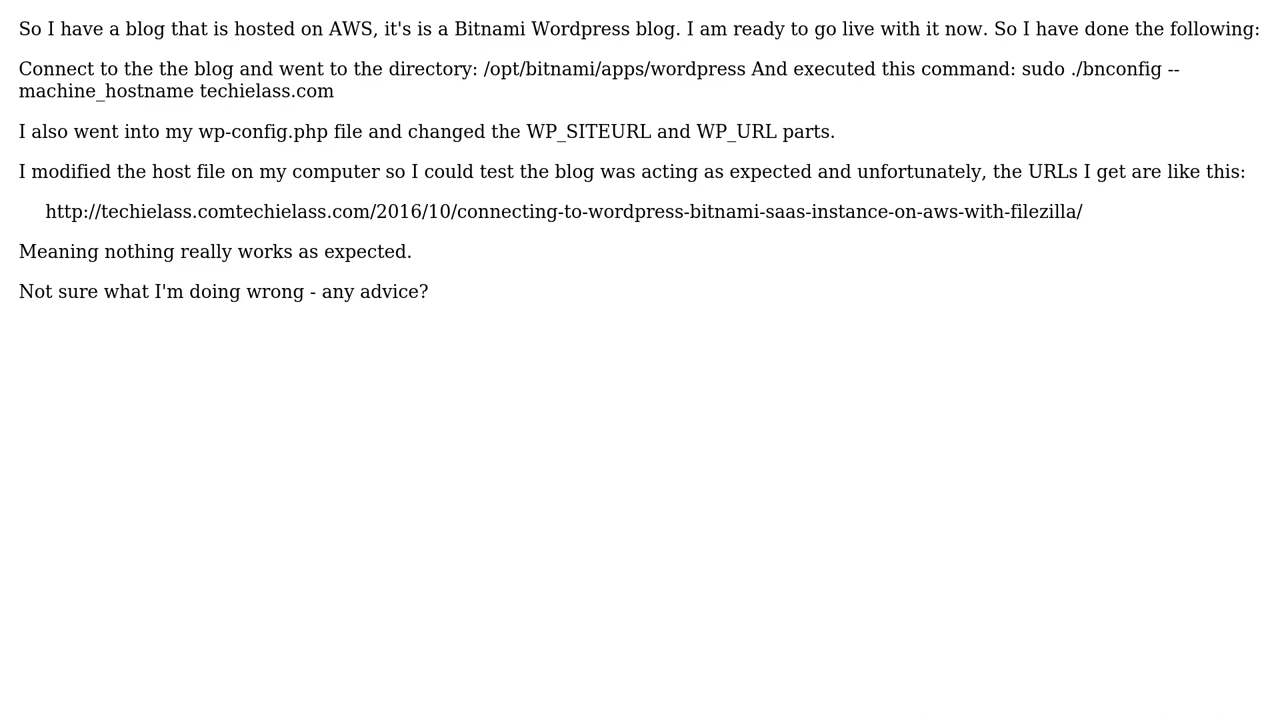 So I have a blog that is hosted on AWS, it's is a Bitnami Wordpress blog. I am ready to go live with it now. So I have done the following:
Connect to the the blog and went to the directory: /opt/bitnami/apps/wordpress And executed this command: sudo ./bnconfig --
machine_hostname techielass.com
I also went into my wp-config.php file and changed the WP_SITEURL and WP_URL parts.
I modified the host file on my computer so I could test the blog was acting as expected and unfortunately, the URLs I get are like this:
http://techielass.comtechielass.com/2016/10/connecting-to-wordpress-bitnami-saas-instance-on-aws-with-filezilla/
Meaning nothing really works as expected.
Not sure what I'm doing wrong - any advice?